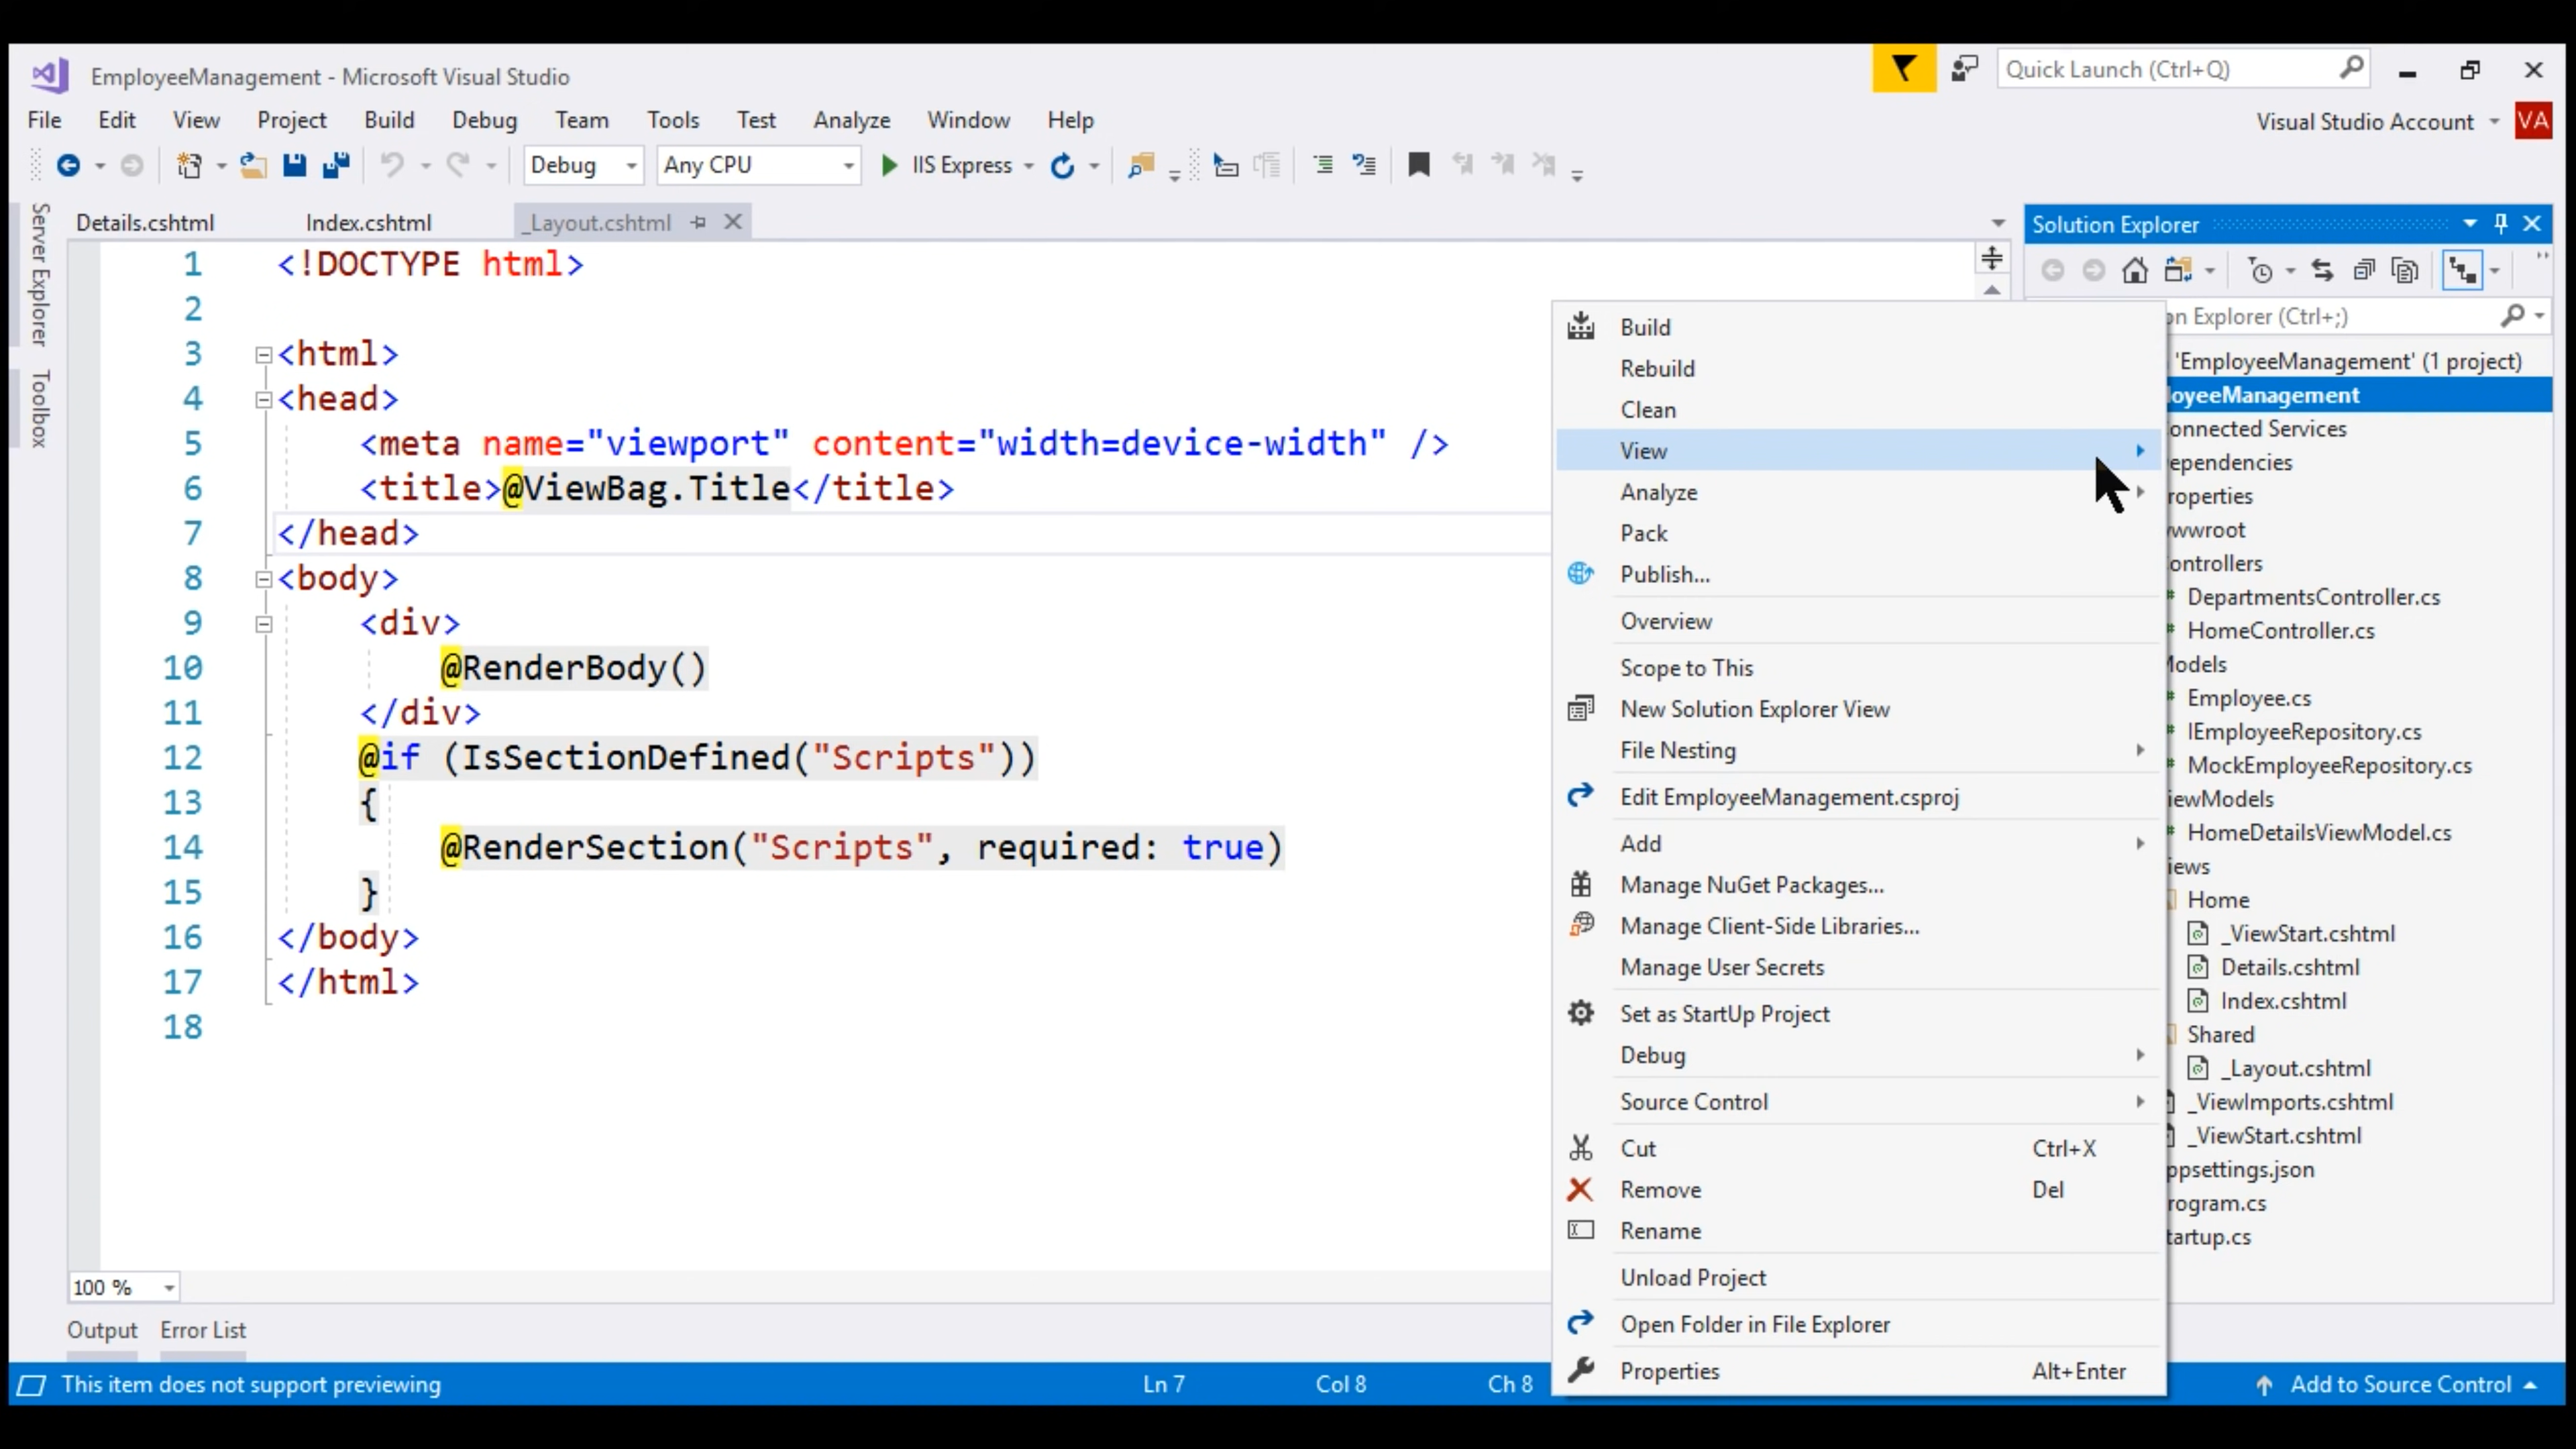 EmployeeManagement - Microsoft Visual Studio
Quick Launch (Ctrl+Q)
File Edit View Project Build Debug Team Tools Test Analyze Window Help
Visual Studio Account VA
Debug Any CPU IIS Express
Server Explorer
Toolbox
Details.cshtml Index.cshtml _Layout.cshtml
1 <!DOCTYPE html>
2
3 <html>
4 <head>
5 <meta name="viewport" content="width=device-width" />
6 <title>@ViewBag.Title</title>
7 </head>
8 <body>
9 <div>
10 @RenderBody()
11 </div>
12 @if (IsSectionDefined("Scripts"))
13 {
14 @RenderSection("Scripts", required: true)
15 }
16 </body>
17 </html>
18
100 %
Output Error List
This item does not support previewing
Ln 7 Col 8 Ch 8
Add to Source Control
Build
Rebuild
Clean
View
Analyze
Pack
Publish...
Overview
Scope to This
New Solution Explorer View
File Nesting
Edit EmployeeManagement.csproj
Add
Manage NuGet Packages...
Manage Client-Side Libraries...
Manage User Secrets
Set as StartUp Project
Debug
Source Control
Cut Ctrl+X
Remove Del
Rename
Unload Project
Open Folder in File Explorer
Properties Alt+Enter
Solution Explorer
on Explorer (Ctrl+;)
'EmployeeManagement' (1 project)
oyeeManagement
onnected Services
ependencies
roperties
wwroot
ontrollers
DepartmentsController.cs
HomeController.cs
odels
Employee.cs
IEmployeeRepository.cs
MockEmployeeRepository.cs
iewModels
HomeDetailsViewModel.cs
iews
Home
_ViewStart.cshtml
Details.cshtml
Index.cshtml
Shared
_Layout.cshtml
_ViewImports.cshtml
_ViewStart.cshtml
ppsettings.json
rogram.cs
tartup.cs